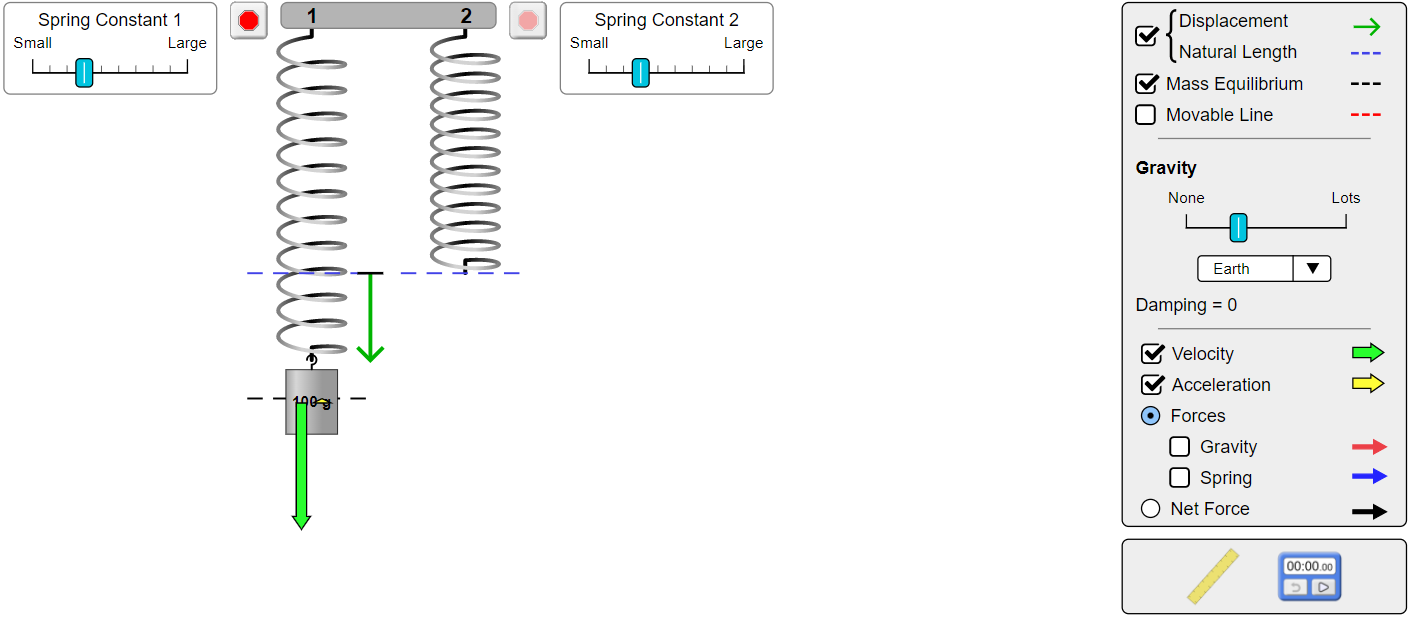 Spring Constant 1
Small Large
1 2
Spring Constant 2
Small Large
100 g
Displacement
Natural Length
Mass Equilibrium
Movable Line
Gravity
None Lots
Earth
Damping = 0
Velocity
Acceleration
Forces
Gravity
Spring
Net Force
00:00.00